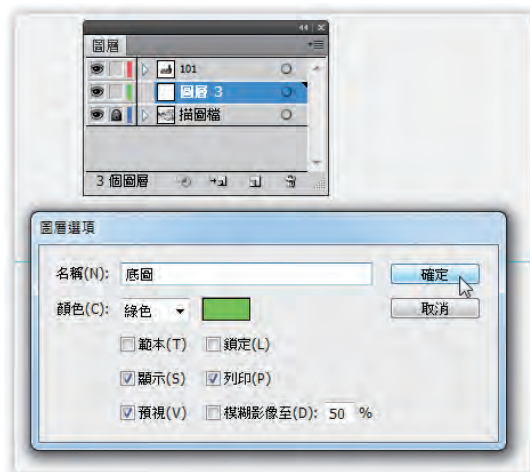 圖層
101
圖層 3
描圖檔
3 個圖層
圖層選項
名稱(N): 底圖 確定
顏色(C): 綠色 取消
範本(T) 鎖定(L)
顯示(S) 列印(P)
預視(V) 模糊影像至(D): 50 %